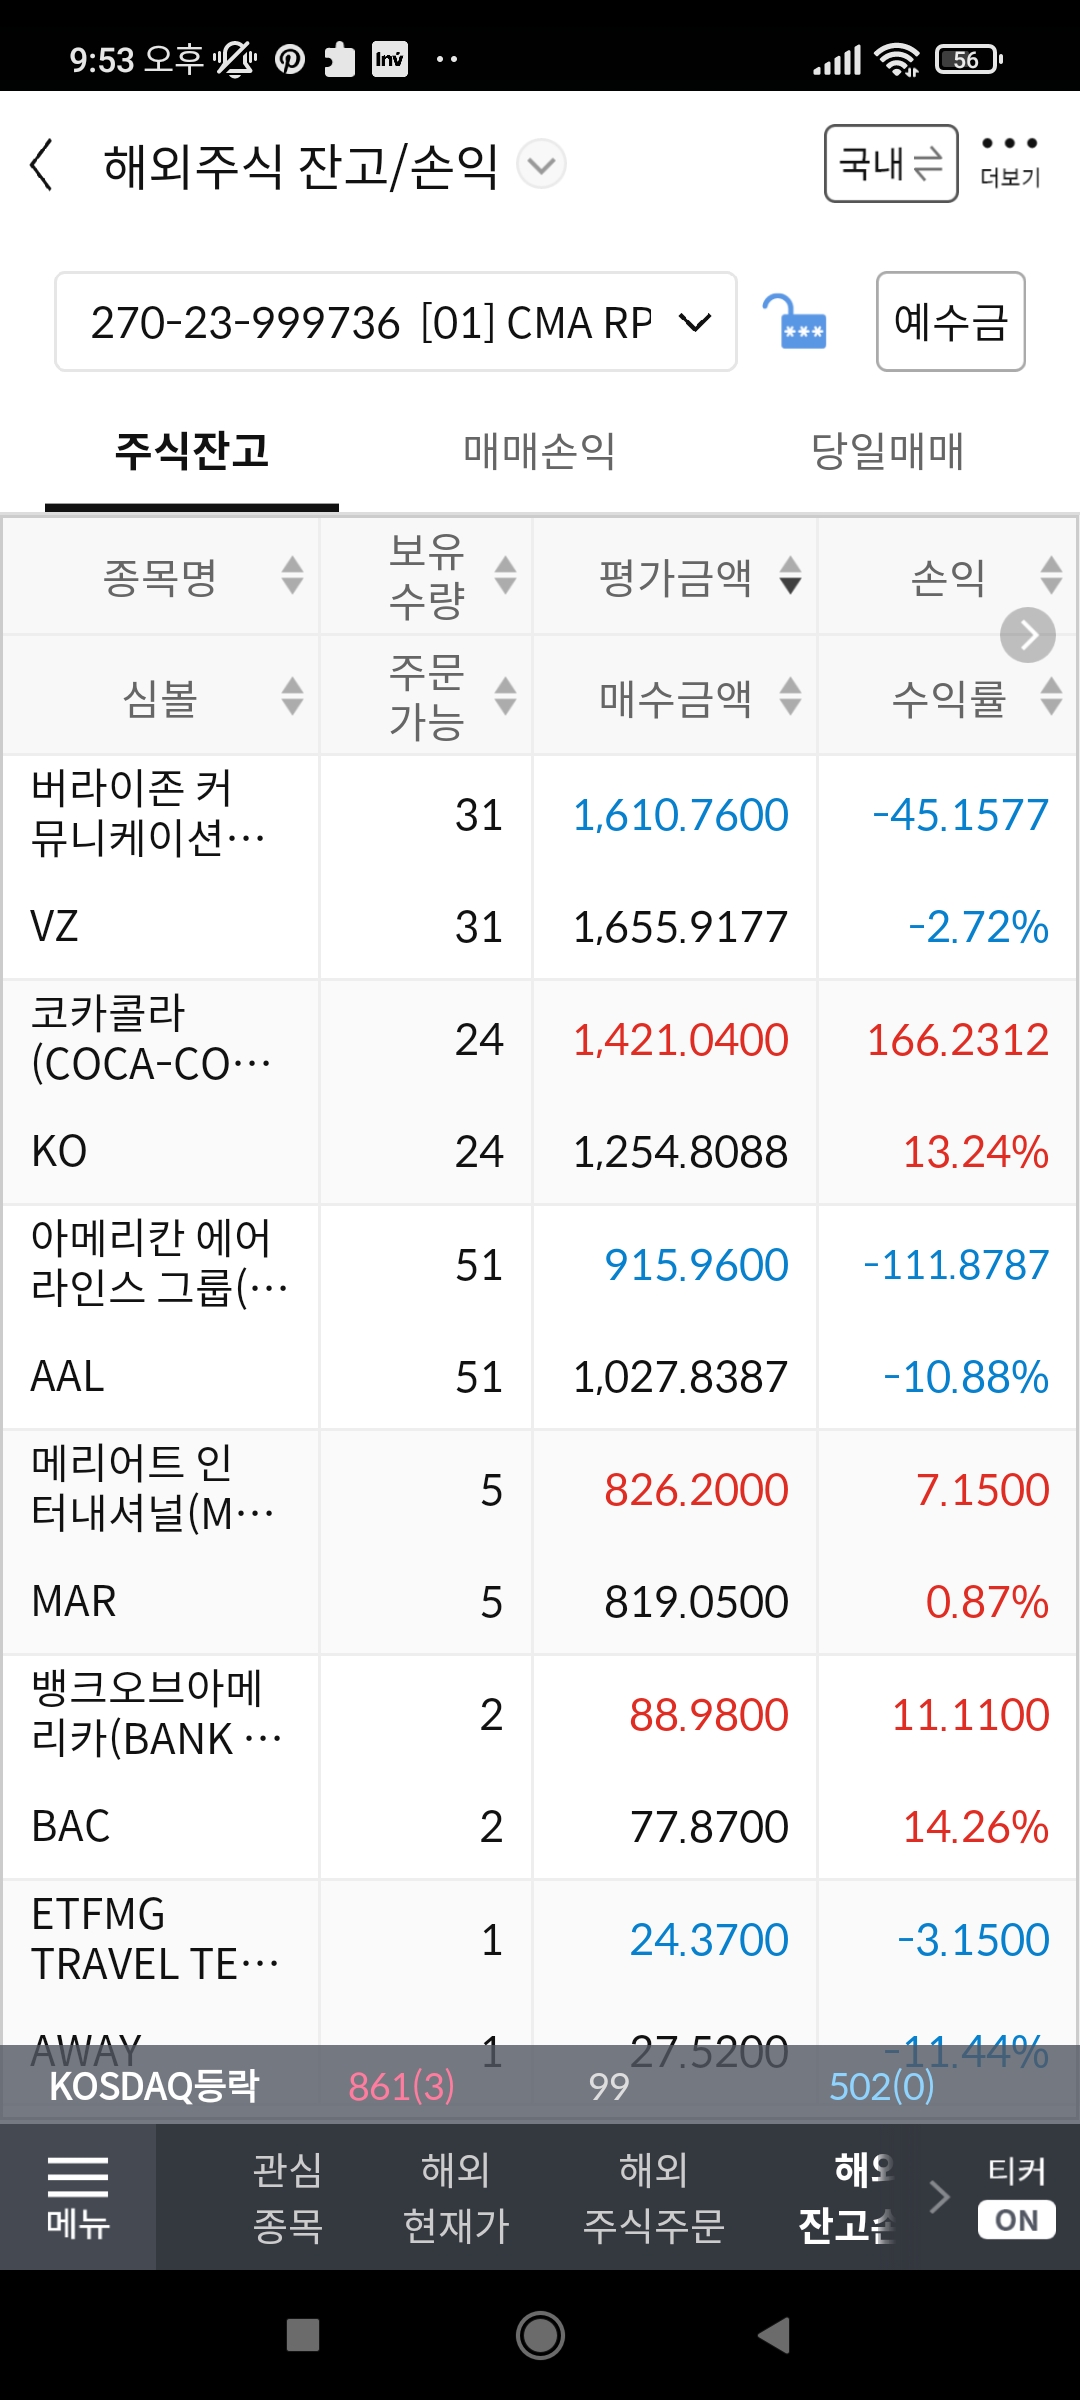 9:53 오후 Inv 56
해외주식 잔고/손익 국내 더보기
270-23-999736 [01] CMA RP *** 예수금
주식잔고 매매손익 당일매매
종목명 보유수량 평가금액 손익
심볼 주문가능 매수금액 수익률
버라이존 커 31 1,610.7600 -45.1577
뮤니케이션…
VZ 31 1,655.9177 -2.72%
코카콜라 24 1,421.0400 166.2312
(COCA-CO…
KO 24 1,254.8088 13.24%
아메리칸 에어 51 915.9600 -111.8787
라인스 그룹(…
AAL 51 1,027.8387 -10.88%
메리어트 인 5 826.2000 7.1500
터내셔널(M…
MAR 5 819.0500 0.87%
뱅크오브아메 2 88.9800 11.1100
리카(BANK …
BAC 2 77.8700 14.26%
ETFMG 1 24.3700 -3.1500
TRAVEL TE…
AWAY 1 27.5200 -11.44%
KOSDAQ등락 861(3) 99 502(0)
메뉴 관심종목 해외현재가 해외주식주문 해외잔고손 티커 ON